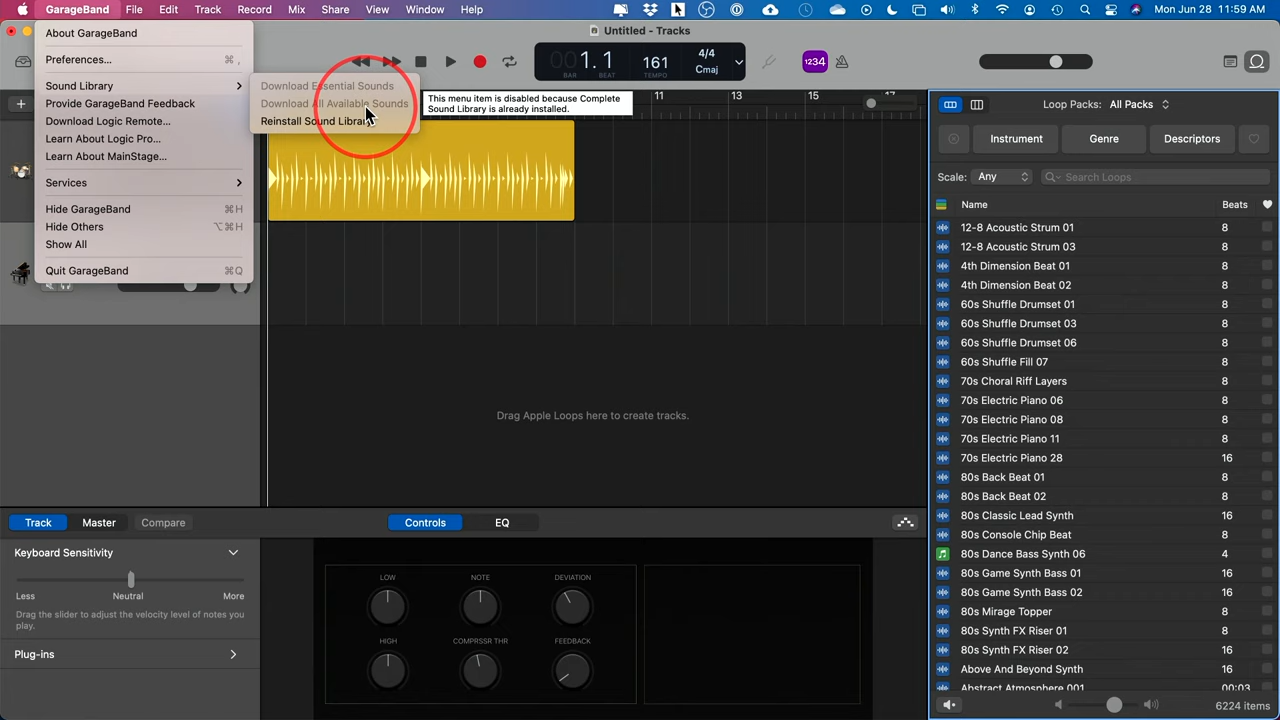 GarageBand File Edit Track Record Mix Share View Window Help
Mon Jun 28 11:59 AM
Untitled - Tracks
About GarageBand
Preferences... ⌘ ,
Sound Library
Provide GarageBand Feedback
Download Logic Remote...
Learn About Logic Pro...
Learn About MainStage...
Services
Hide GarageBand ⌘H
Hide Others ⌥⌘H
Show All
Quit GarageBand ⌘Q
Download Essential Sounds
Download All Available Sounds
Reinstall Sound Library
This menu item is disabled because Complete
Sound Library is already installed.
001.1 161 4/4
Cmaj
BAR BEAT TEMPO
1234
11 13 15 17
Loop Packs: All Packs
Instrument Genre Descriptors
Scale: Any Search Loops
Name Beats
12-8 Acoustic Strum 01 8
12-8 Acoustic Strum 03 8
4th Dimension Beat 01 8
4th Dimension Beat 02 8
60s Shuffle Drumset 01 8
60s Shuffle Drumset 03 8
60s Shuffle Drumset 06 8
60s Shuffle Fill 07 8
70s Choral Riff Layers 8
70s Electric Piano 06 8
70s Electric Piano 08 8
70s Electric Piano 11 8
70s Electric Piano 28 16
80s Back Beat 01 8
80s Back Beat 02 8
80s Classic Lead Synth 16
80s Console Chip Beat 8
80s Dance Bass Synth 06 4
80s Game Synth Bass 01 16
80s Game Synth Bass 02 16
80s Mirage Topper 8
80s Synth FX Riser 01 8
80s Synth FX Riser 02 16
Above And Beyond Synth 16
Abstract Atmosphere 001 00:03
6224 items
Drag Apple Loops here to create tracks.
Track Master Compare
Controls EQ
Keyboard Sensitivity
Less Neutral More
Drag the slider to adjust the velocity level of notes you
play.
Plug-ins
LOW NOTE DEVIATION
HIGH COMPRSSR THR FEEDBACK